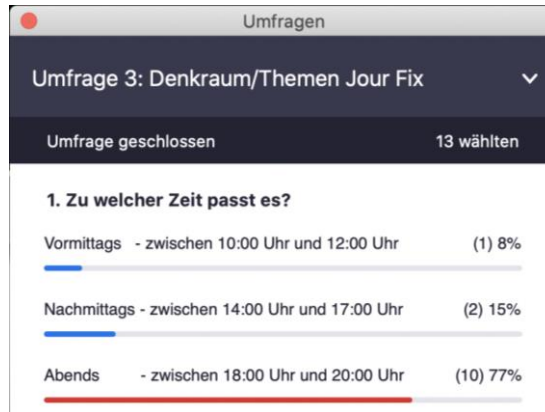 Umfragen
Umfrage 3: Denkraum/Themen Jour Fix
Umfrage geschlossen 13 wählten
1. Zu welcher Zeit passt es?
Vormittags - zwischen 10:00 Uhr und 12:00 Uhr (1) 8%
Nachmittags - zwischen 14:00 Uhr und 17:00 Uhr (2) 15%
Abends - zwischen 18:00 Uhr und 20:00 Uhr (10) 77%